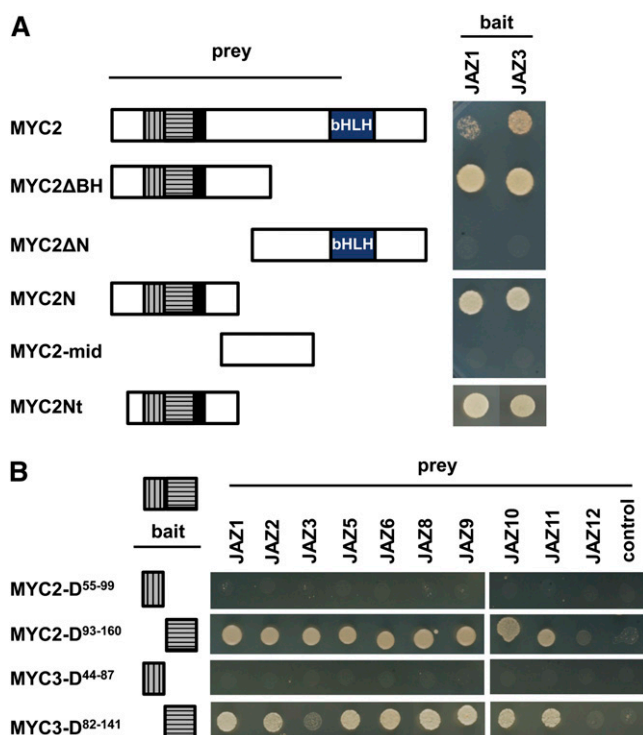 A
prey
bait
JAZ1
JAZ3
MYC2
bHLH
MYC2ΔBH
MYC2ΔN
bHLH
MYC2N
MYC2-mid
MYC2Nt
B
prey
bait
JAZ1
JAZ2
JAZ3
JAZ5
JAZ6
JAZ8
JAZ9
JAZ10
JAZ11
JAZ12
control
MYC2-D55-99
MYC2-D93-160
MYC3-D44-87
MYC3-D82-141